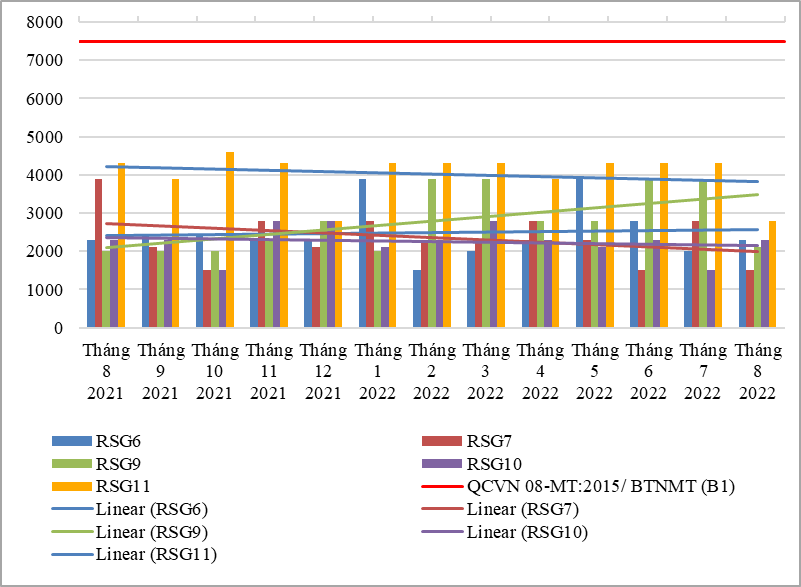 8000
7000
6000
5000
4000
3000
2000
1000
0
Tháng Tháng Tháng Tháng Tháng Tháng Tháng Tháng Tháng Tháng Tháng Tháng Tháng
8 9 10 11 12 1 2 3 4 5 6 7 8
2021 2021 2021 2021 2021 2022 2022 2022 2022 2022 2022 2022 2022
RSG6 RSG7
RSG9 RSG10
RSG11 QCVN 08-MT:2015/ BTNMT (B1)
Linear (RSG6) Linear (RSG7)
Linear (RSG9) Linear (RSG10)
Linear (RSG11)